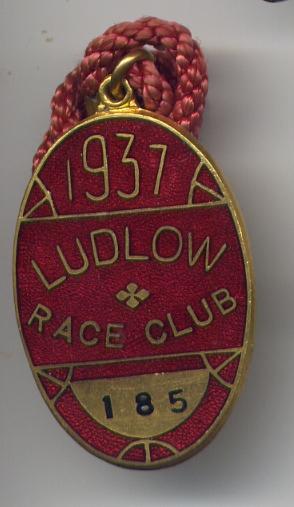 1937
LUDLOW
RACE CLUB
185